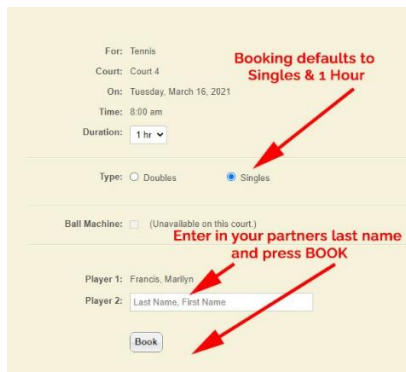 For: Tennis
Booking defaults to
Singles & 1 Hour
Court: Court 4
On: Tuesday, March 16, 2021
Time: 8:00 am
Duration: 1 hr
Type: Doubles Singles
Ball Machine: (Unavailable on this court.)
Enter in your partners last name
and press BOOK
Player 1: Francis, Marilyn
Player 2: Last Name, First Name
Book